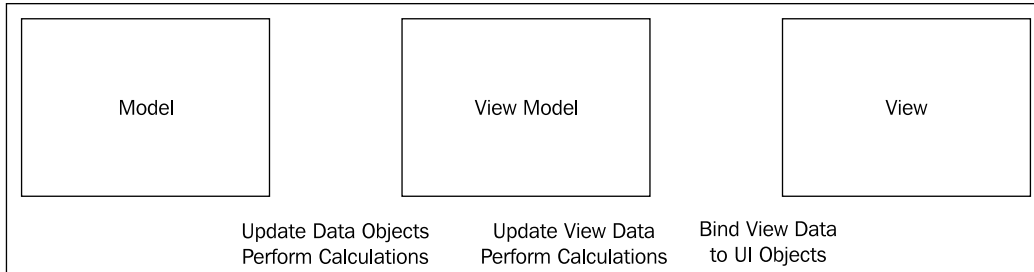 Model
View Model
View
Update Data Objects
Perform Calculations
Update View Data
Perform Calculations
Bind View Data
to UI Objects